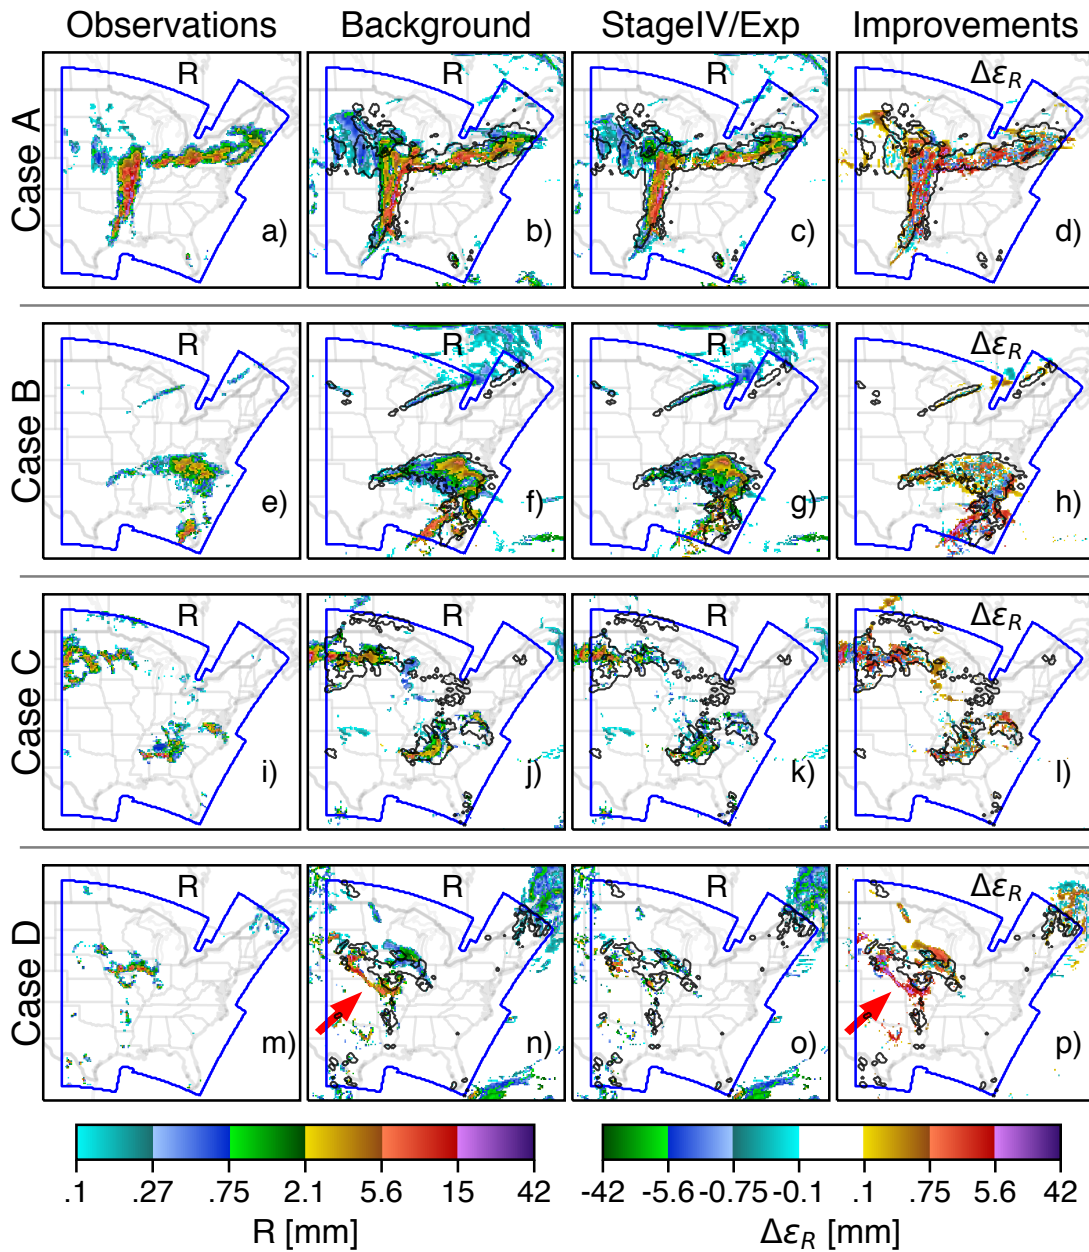 Observations Background StageIV/Exp Improvements
Case A
R R R Δε_R
a) b) c) d)
Case B
R R R Δε_R
e) f) g) h)
Case C
R R R Δε_R
i) j) k) l)
Case D
R R R Δε_R
m) n) o) p)
.1 .27 .75 2.1 5.6 15 42 -42 -5.6 -0.75 -0.1 .1 .75 5.6 42
R [mm] Δε_R [mm]